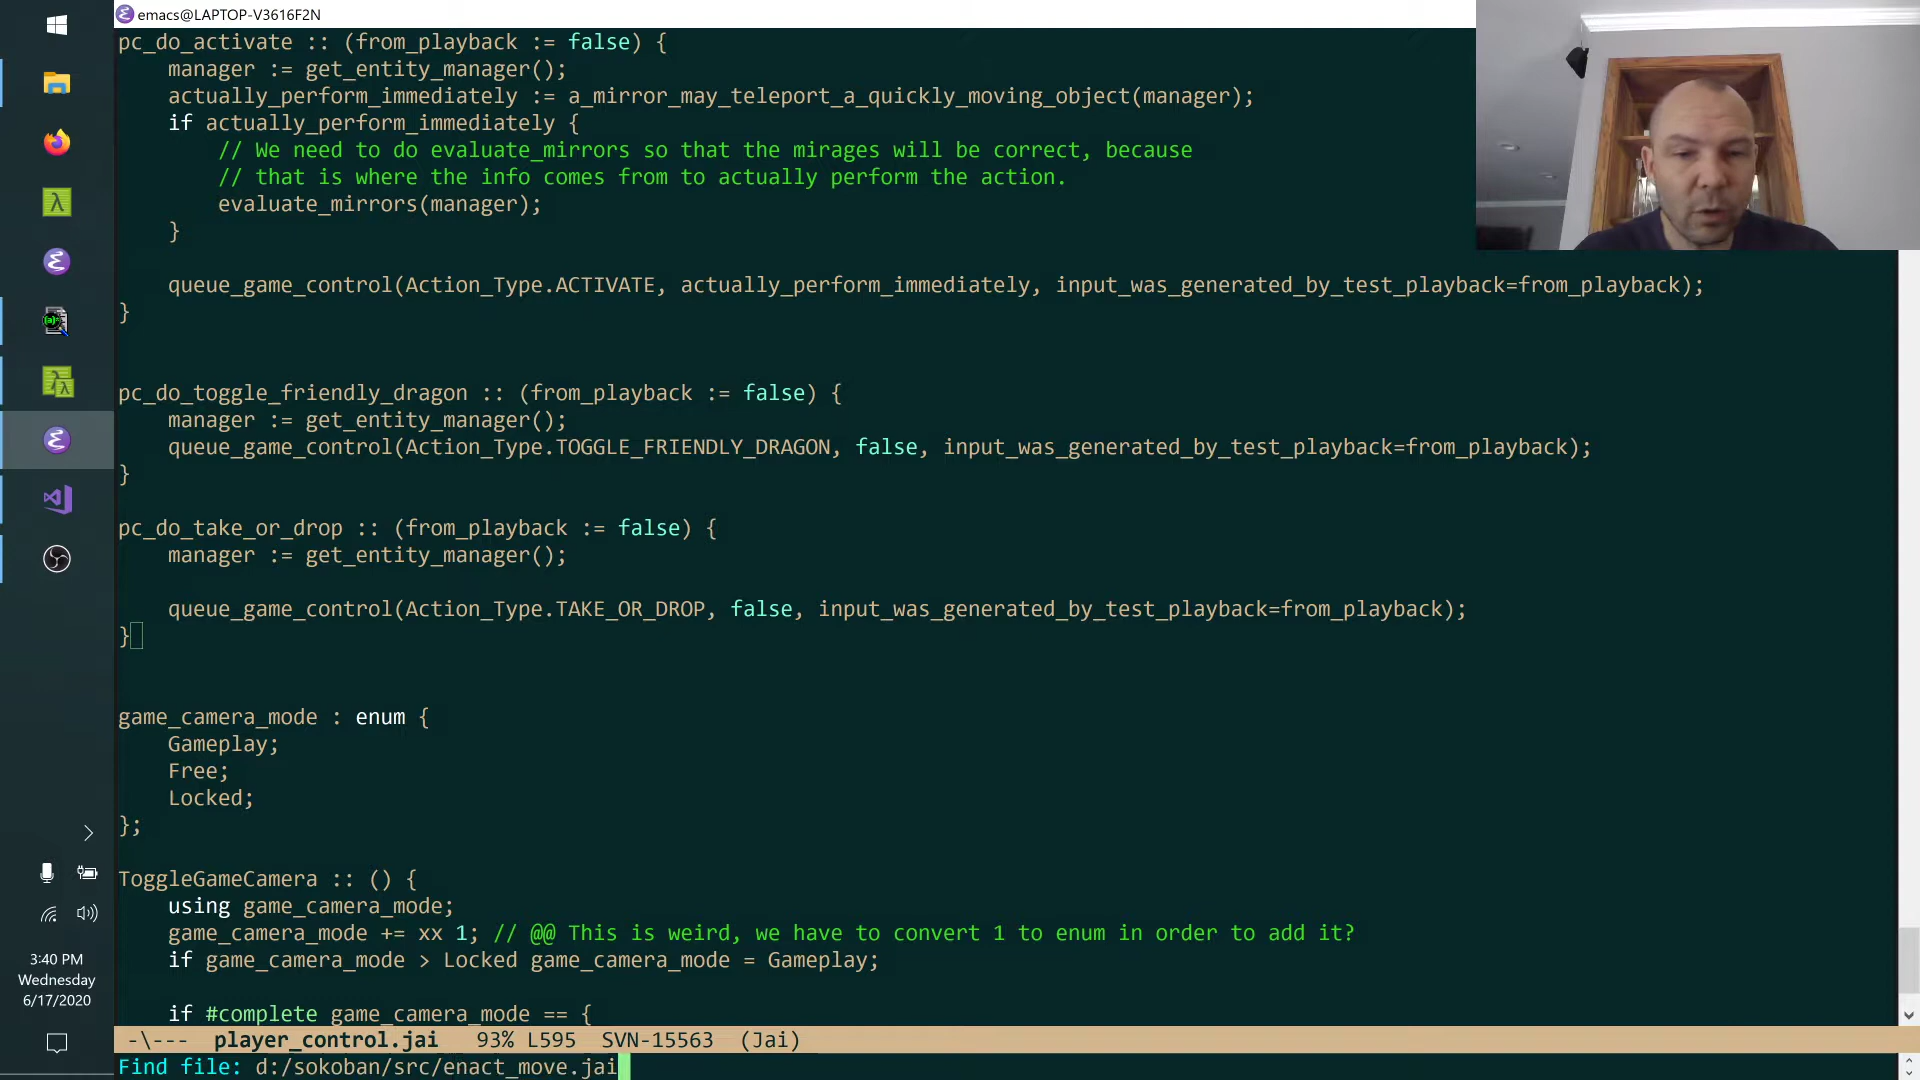 emacs@LAPTOP-V3616F2N
pc_do_activate :: (from_playback := false) {
manager := get_entity_manager();
actually_perform_immediately := a_mirror_may_teleport_a_quickly_moving_object(manager);
if actually_perform_immediately {
// We need to do evaluate_mirrors so that the mirages will be correct, because
// that is where the info comes from to actually perform the action.
evaluate_mirrors(manager);
}
queue_game_control(Action_Type.ACTIVATE, actually_perform_immediately, input_was_generated_by_test_playback=from_playback);
}
pc_do_toggle_friendly_dragon :: (from_playback := false) {
manager := get_entity_manager();
queue_game_control(Action_Type.TOGGLE_FRIENDLY_DRAGON, false, input_was_generated_by_test_playback=from_playback);
}
pc_do_take_or_drop :: (from_playback := false) {
manager := get_entity_manager();
queue_game_control(Action_Type.TAKE_OR_DROP, false, input_was_generated_by_test_playback=from_playback);
}
game_camera_mode : enum {
Gameplay;
Free;
Locked;
};
ToggleGameCamera :: () {
using game_camera_mode;
game_camera_mode += xx 1; // @@ This is weird, we have to convert 1 to enum in order to add it?
if game_camera_mode > Locked game_camera_mode = Gameplay;
if #complete game_camera_mode == {
-\--- player_control.jai 93% L595 SVN-15563 (Jai)
Find file: d:/sokoban/src/enact_move.jai
3:40 PM
Wednesday
6/17/2020